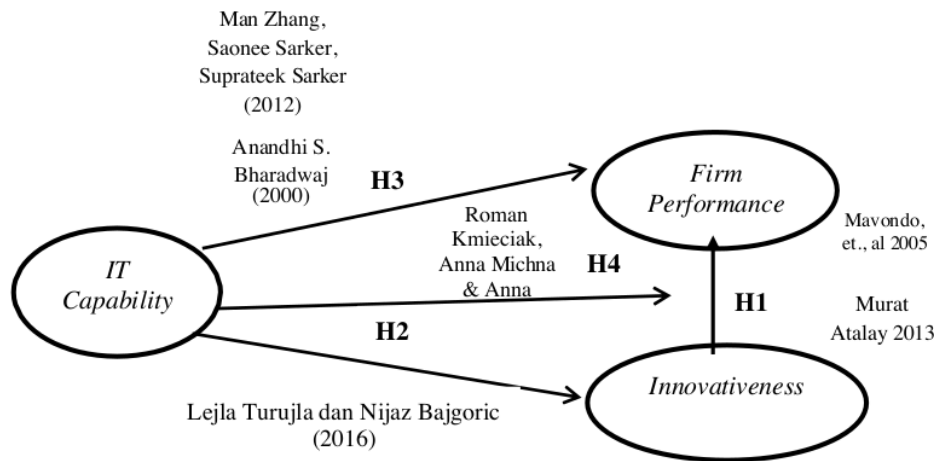 Man Zhang,
Saonee Sarker,
Suprateek Sarker
(2012)
Anandhi S.
Bharadwaj
(2000)
H3
Firm
Performance
Roman
Kmieciak,
Anna Michna
& Anna
H4
Mavondo,
et., al 2005
IT
Capability
H2
H1
Murat
Atalay 2013
Innovativeness
Lejla Turujla dan Nijaz Bajgoric
(2016)